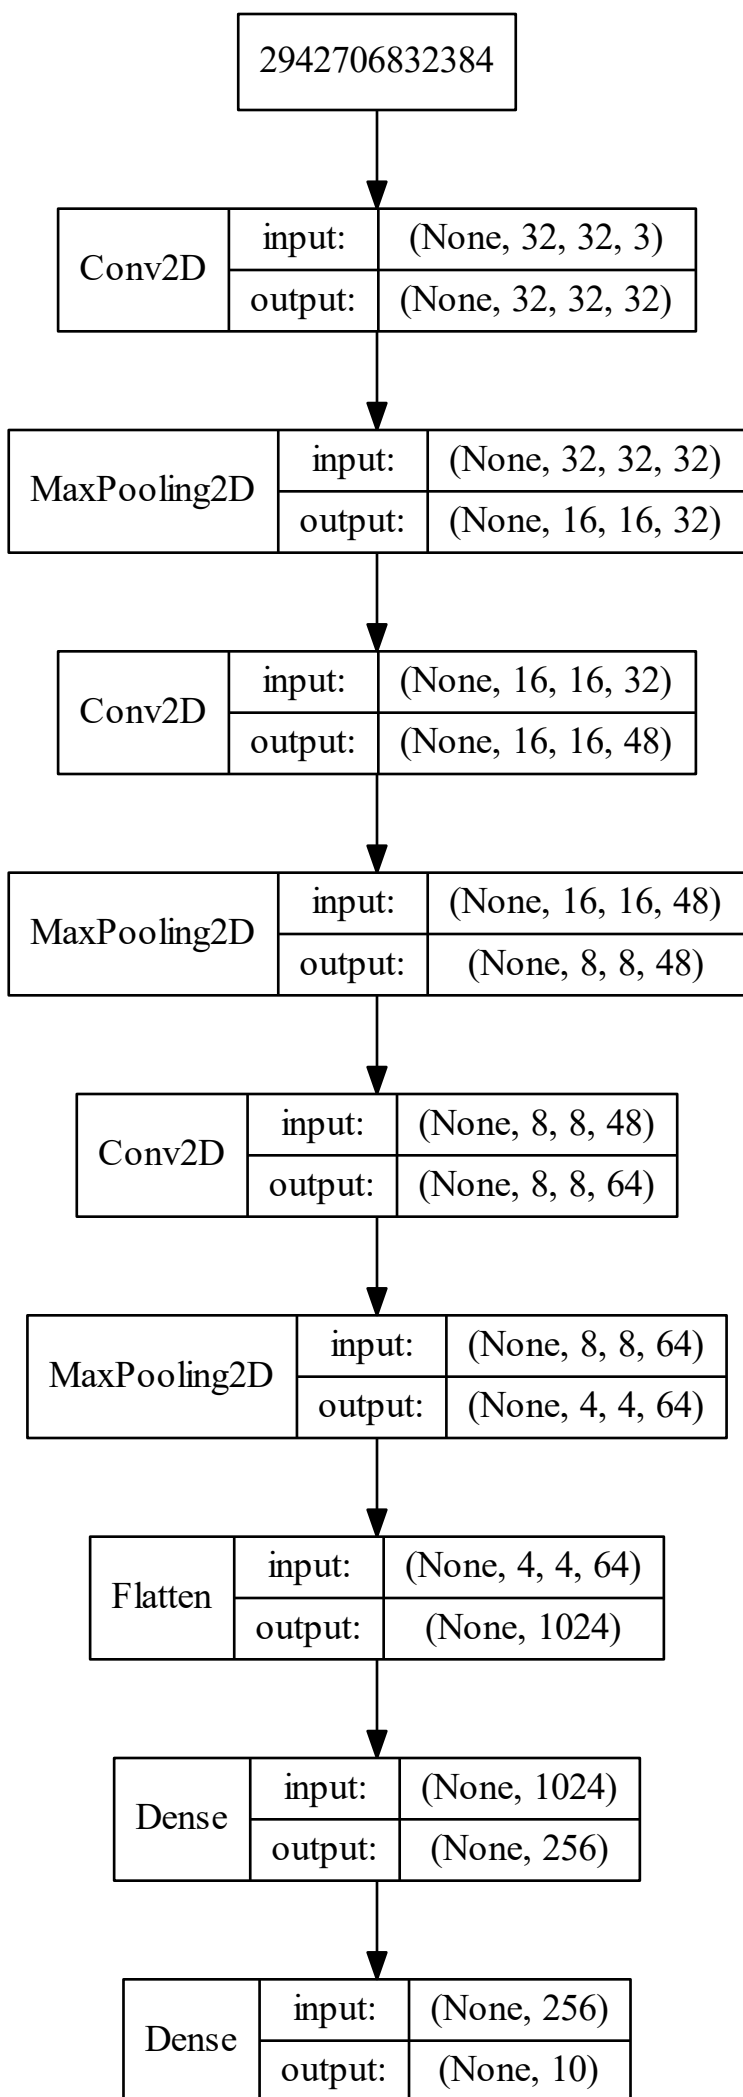 2942706832384
Conv2D
input: (None, 32, 32, 3)
output: (None, 32, 32, 32)
MaxPooling2D
input: (None, 32, 32, 32)
output: (None, 16, 16, 32)
Conv2D
input: (None, 16, 16, 32)
output: (None, 16, 16, 48)
MaxPooling2D
input: (None, 16, 16, 48)
output: (None, 8, 8, 48)
Conv2D
input: (None, 8, 8, 48)
output: (None, 8, 8, 64)
MaxPooling2D
input: (None, 8, 8, 64)
output: (None, 4, 4, 64)
Flatten
input: (None, 4, 4, 64)
output: (None, 1024)
Dense
input: (None, 1024)
output: (None, 256)
Dense
input: (None, 256)
output: (None, 10)